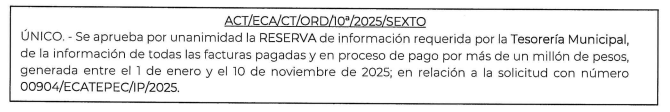 ACT/ECA/CT/ORD/10ª/2025/SEXTO
ÚNICO. - Se aprueba por unanimidad la RESERVA de información requerida por la Tesorería Municipal,
de la información de todas las facturas pagadas y en proceso de pago por más de un millón de pesos,
generada entre el 1 de enero y el 10 de noviembre de 2025; en relación a la solicitud con número
00904/ECATEPEC/IP/2025.